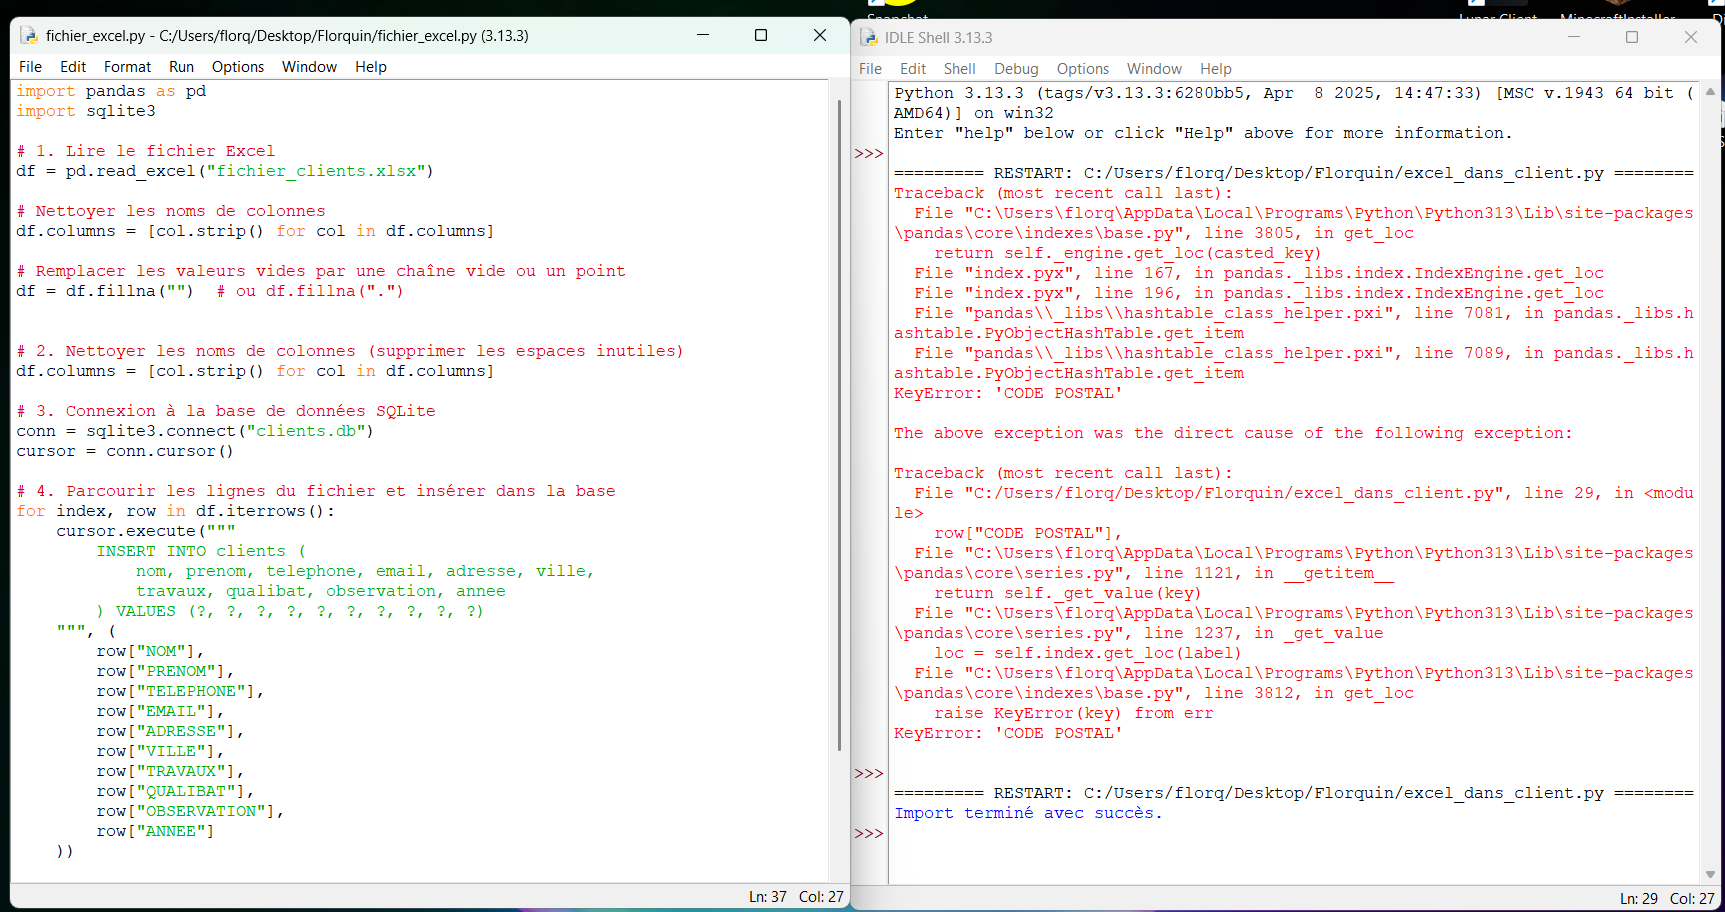 Snapchat
Lunar Client
MinecraftInstaller
fichier_excel.py - C:/Users/florq/Desktop/Florquin/fichier_excel.py (3.13.3)
File Edit Format Run Options Window Help
import pandas as pd
import sqlite3
# 1. Lire le fichier Excel
df = pd.read_excel("fichier_clients.xlsx")
# Nettoyer les noms de colonnes
df.columns = [col.strip() for col in df.columns]
# Remplacer les valeurs vides par une chaîne vide ou un point
df = df.fillna("")  # ou df.fillna(".")
# 2. Nettoyer les noms de colonnes (supprimer les espaces inutiles)
df.columns = [col.strip() for col in df.columns]
# 3. Connexion à la base de données SQLite
conn = sqlite3.connect("clients.db")
cursor = conn.cursor()
# 4. Parcourir les lignes du fichier et insérer dans la base
for index, row in df.iterrows():
    cursor.execute("""
        INSERT INTO clients (
            nom, prenom, telephone, email, adresse, ville,
            travaux, qualibat, observation, annee
        ) VALUES (?, ?, ?, ?, ?, ?, ?, ?, ?, ?)
    """, (
        row["NOM"],
        row["PRENOM"],
        row["TELEPHONE"],
        row["EMAIL"],
        row["ADRESSE"],
        row["VILLE"],
        row["TRAVAUX"],
        row["QUALIBAT"],
        row["OBSERVATION"],
        row["ANNEE"]
    ))
Ln: 37 Col: 27
IDLE Shell 3.13.3
File Edit Shell Debug Options Window Help
Python 3.13.3 (tags/v3.13.3:6280bb5, Apr  8 2025, 14:47:33) [MSC v.1943 64 bit (
AMD64)] on win32
Enter "help" below or click "Help" above for more information.
>>>
========= RESTART: C:/Users/florq/Desktop/Florquin/excel_dans_client.py ========
Traceback (most recent call last):
  File "C:\Users\florq\AppData\Local\Programs\Python\Python313\Lib\site-packages
\pandas\core\indexes\base.py", line 3805, in get_loc
    return self._engine.get_loc(casted_key)
  File "index.pyx", line 167, in pandas._libs.index.IndexEngine.get_loc
  File "index.pyx", line 196, in pandas._libs.index.IndexEngine.get_loc
  File "pandas\\_libs\\hashtable_class_helper.pxi", line 7081, in pandas._libs.h
ashtable.PyObjectHashTable.get_item
  File "pandas\\_libs\\hashtable_class_helper.pxi", line 7089, in pandas._libs.h
ashtable.PyObjectHashTable.get_item
KeyError: 'CODE POSTAL'
The above exception was the direct cause of the following exception:
Traceback (most recent call last):
  File "C:/Users/florq/Desktop/Florquin/excel_dans_client.py", line 29, in <modu
le>
    row["CODE POSTAL"],
  File "C:\Users\florq\AppData\Local\Programs\Python\Python313\Lib\site-packages
\pandas\core\series.py", line 1121, in __getitem__
    return self._get_value(key)
  File "C:\Users\florq\AppData\Local\Programs\Python\Python313\Lib\site-packages
\pandas\core\series.py", line 1237, in _get_value
    loc = self.index.get_loc(label)
  File "C:\Users\florq\AppData\Local\Programs\Python\Python313\Lib\site-packages
\pandas\core\indexes\base.py", line 3812, in get_loc
    raise KeyError(key) from err
KeyError: 'CODE POSTAL'
>>>
========= RESTART: C:/Users/florq/Desktop/Florquin/excel_dans_client.py ========
Import terminé avec succès.
>>>
Ln: 29 Col: 27